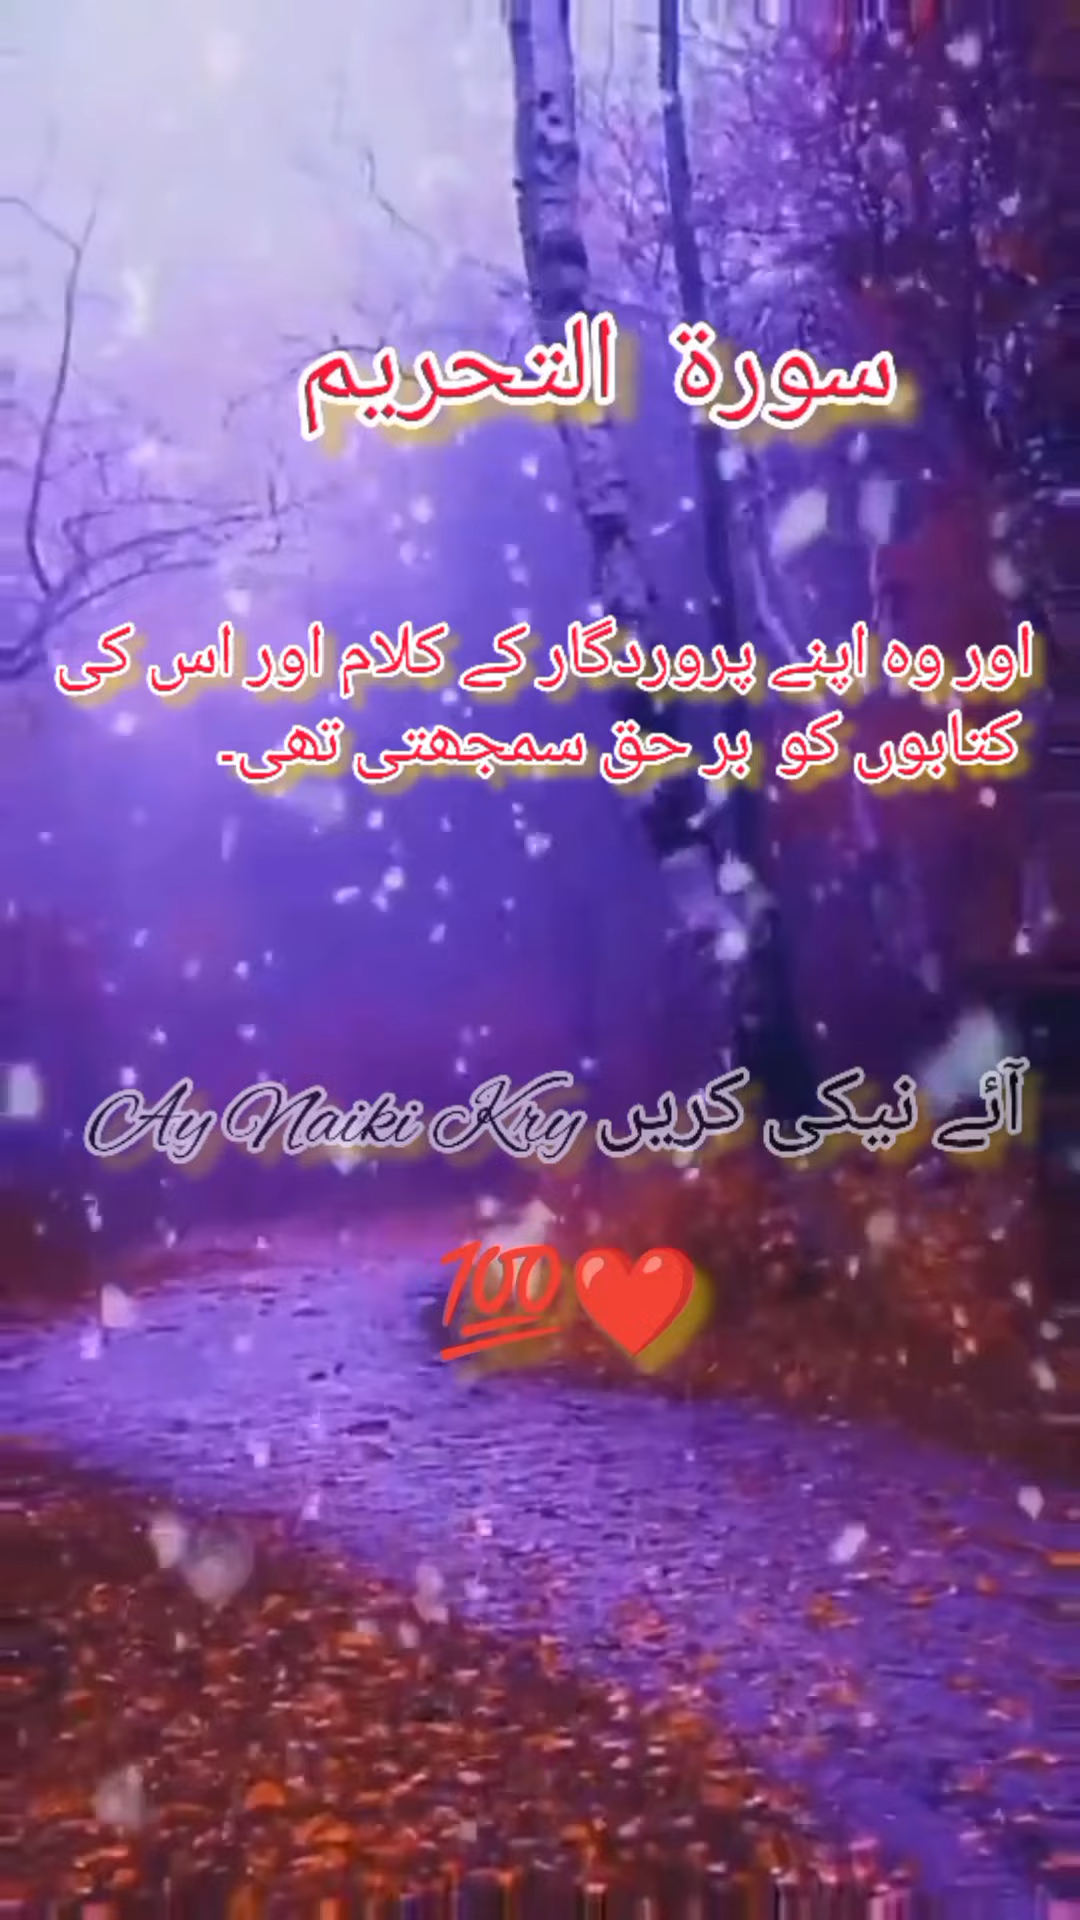 سورة التحریم
اور وہ اپنے پروردگار کے کلام اور اس کی
کتابوں کو بر حق سمجھتی تھی۔
آئے نیکی کریں Ay Naiki Kry
💯❤️